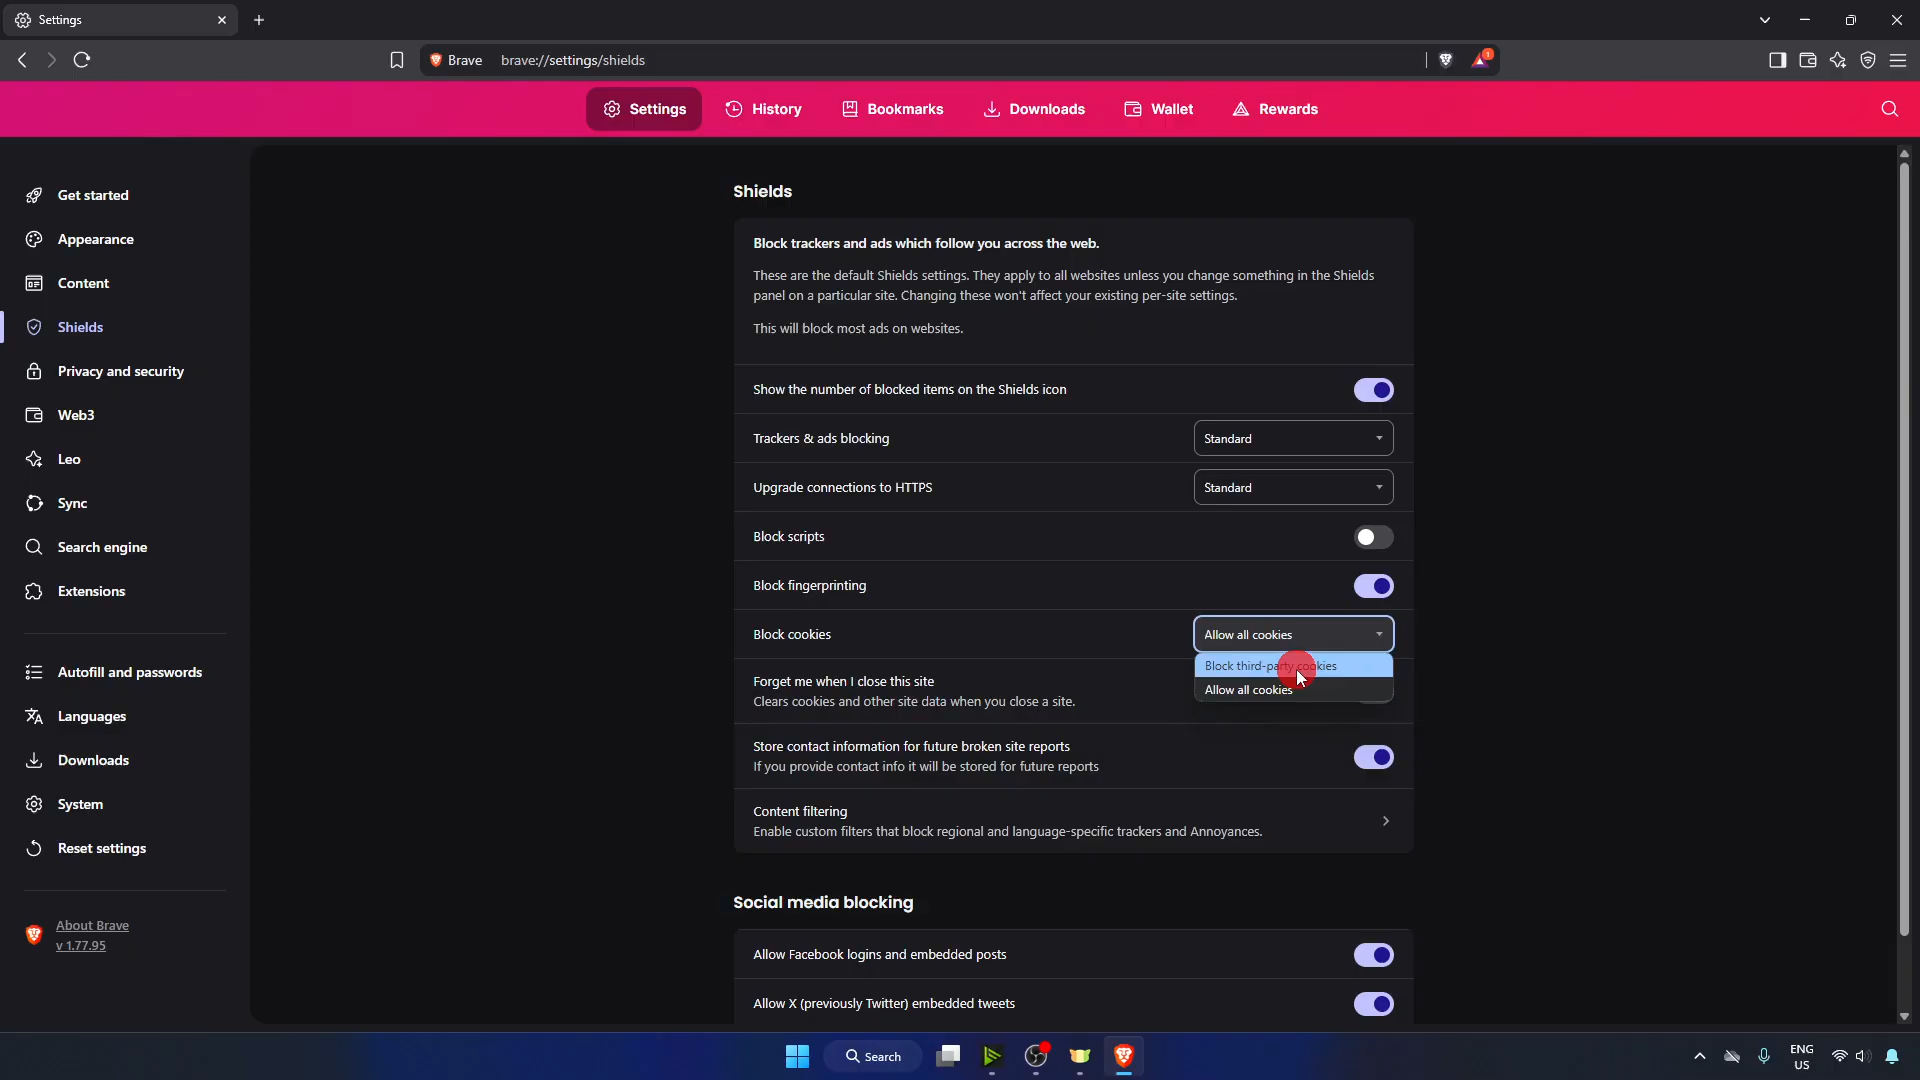 Settings
Brave brave://settings/shields
1
Settings History Bookmarks Downloads Wallet Rewards
Get started
Appearance
Content
Shields
Privacy and security
Web3
Leo
Sync
Search engine
Extensions
Autofill and passwords
Languages
Downloads
System
Reset settings
About Brave
v 1.77.95
Shields
Block trackers and ads which follow you across the web.
These are the default Shields settings. They apply to all websites unless you change something in the Shields
panel on a particular site. Changing these won't affect your existing per-site settings.
This will block most ads on websites.
Show the number of blocked items on the Shields icon
Trackers & ads blocking Standard
Upgrade connections to HTTPS Standard
Block scripts
Block fingerprinting
Block cookies Allow all cookies
Block third-party cookies
Allow all cookies
Forget me when I close this site
Clears cookies and other site data when you close a site.
Store contact information for future broken site reports
If you provide contact info it will be stored for future reports
Content filtering
Enable custom filters that block regional and language-specific trackers and Annoyances.
Social media blocking
Allow Facebook logins and embedded posts
Allow X (previously Twitter) embedded tweets
Search
ENG
US